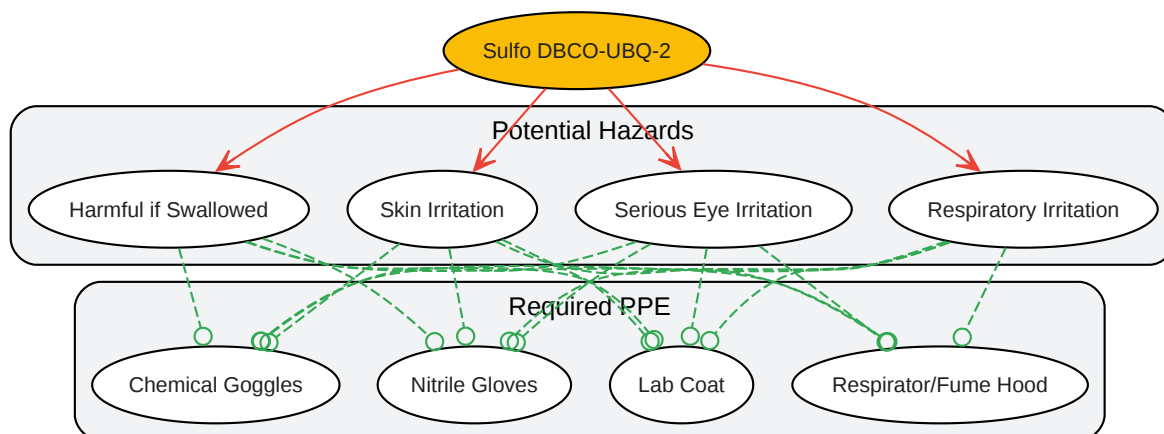 Sulfo DBCO-UBQ-2
Potential Hazards
Harmful if Swallowed
Skin Irritation
Serious Eye Irritation
Respiratory Irritation
Required PPE
Chemical Goggles
Nitrile Gloves
Lab Coat
Respirator/Fume Hood